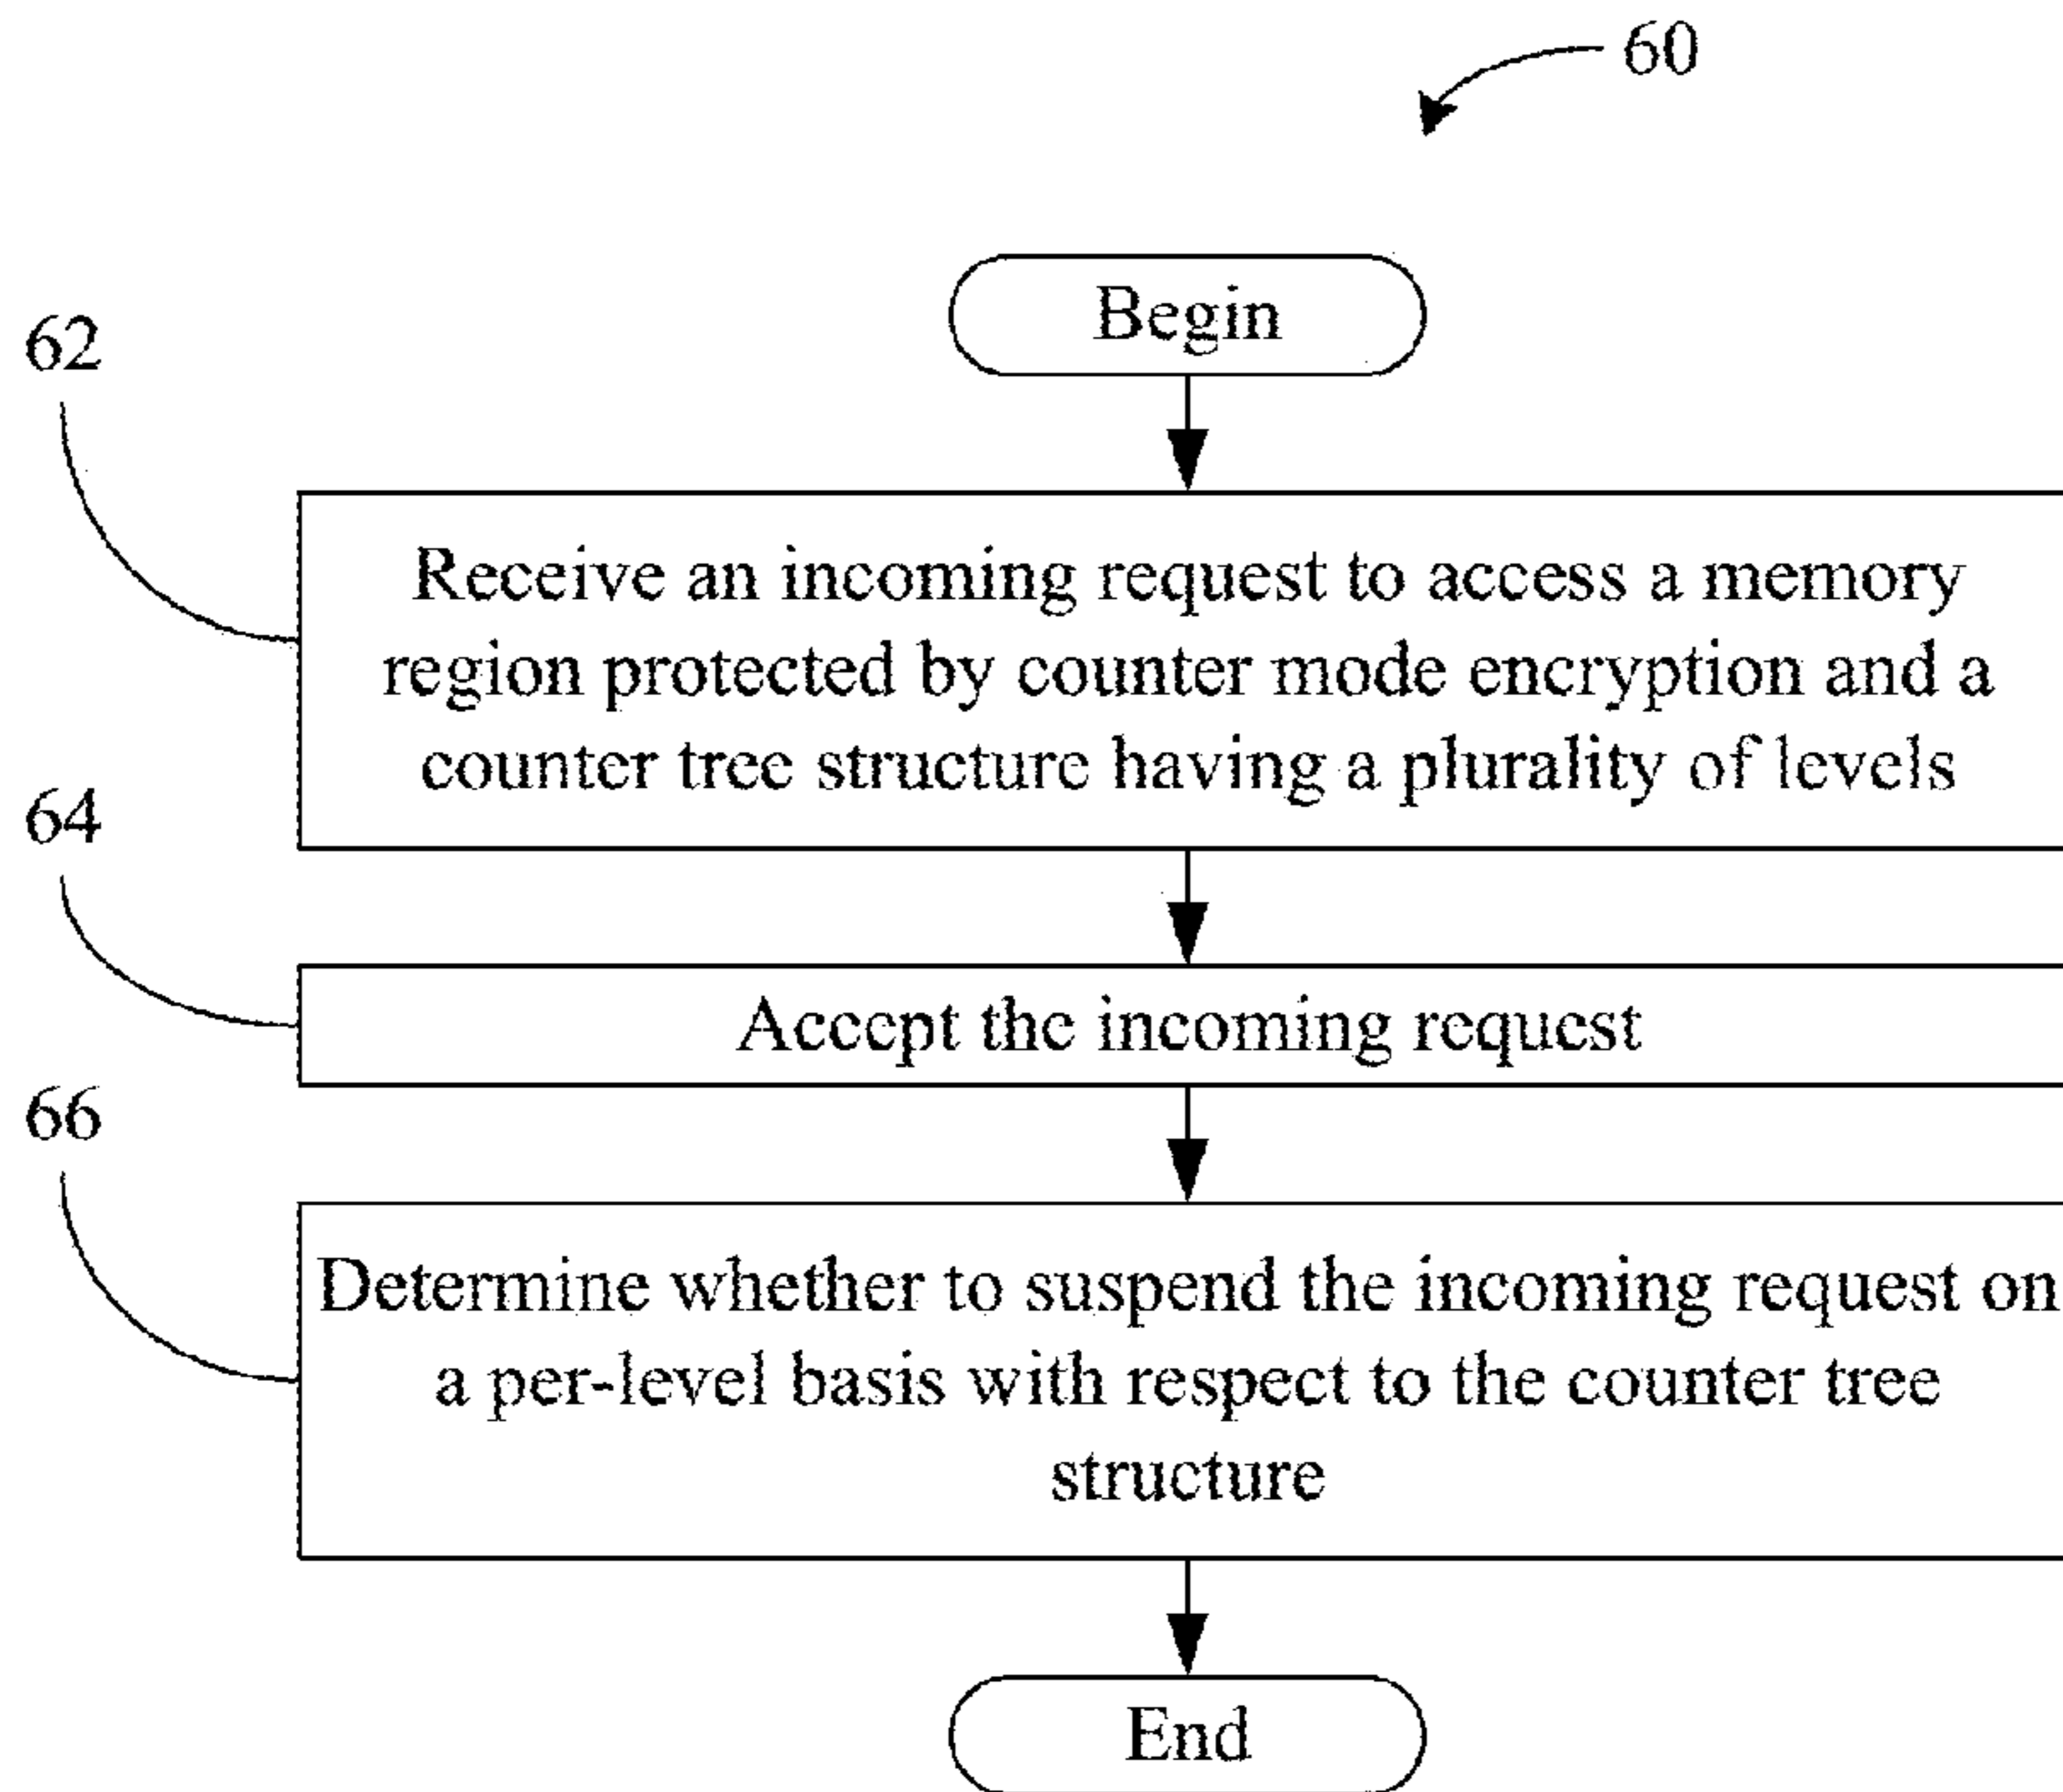 60
Begin
62
Receive an incoming request to access a memory
region protected by counter mode encryption and a
counter tree structure having a plurality of levels
64
Accept the incoming request
66
Determine whether to suspend the incoming request on
a per-level basis with respect to the counter tree
structure
End